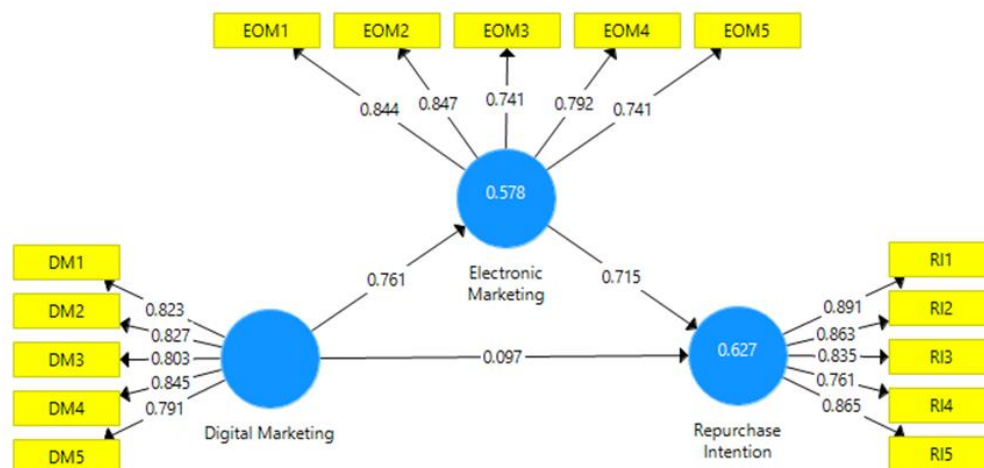 EOM1 EOM2 EOM3 EOM4 EOM5
0.844 0.847 0.741 0.792 0.741
0.578
Electronic
Marketing
0.761
0.715
DM1
DM2
DM3
DM4
DM5
0.823
0.827
0.803
0.845
0.791
Digital Marketing
0.097
0.627
Repurchase
Intention
0.891
0.863
0.835
0.761
0.865
RI1
RI2
RI3
RI4
RI5